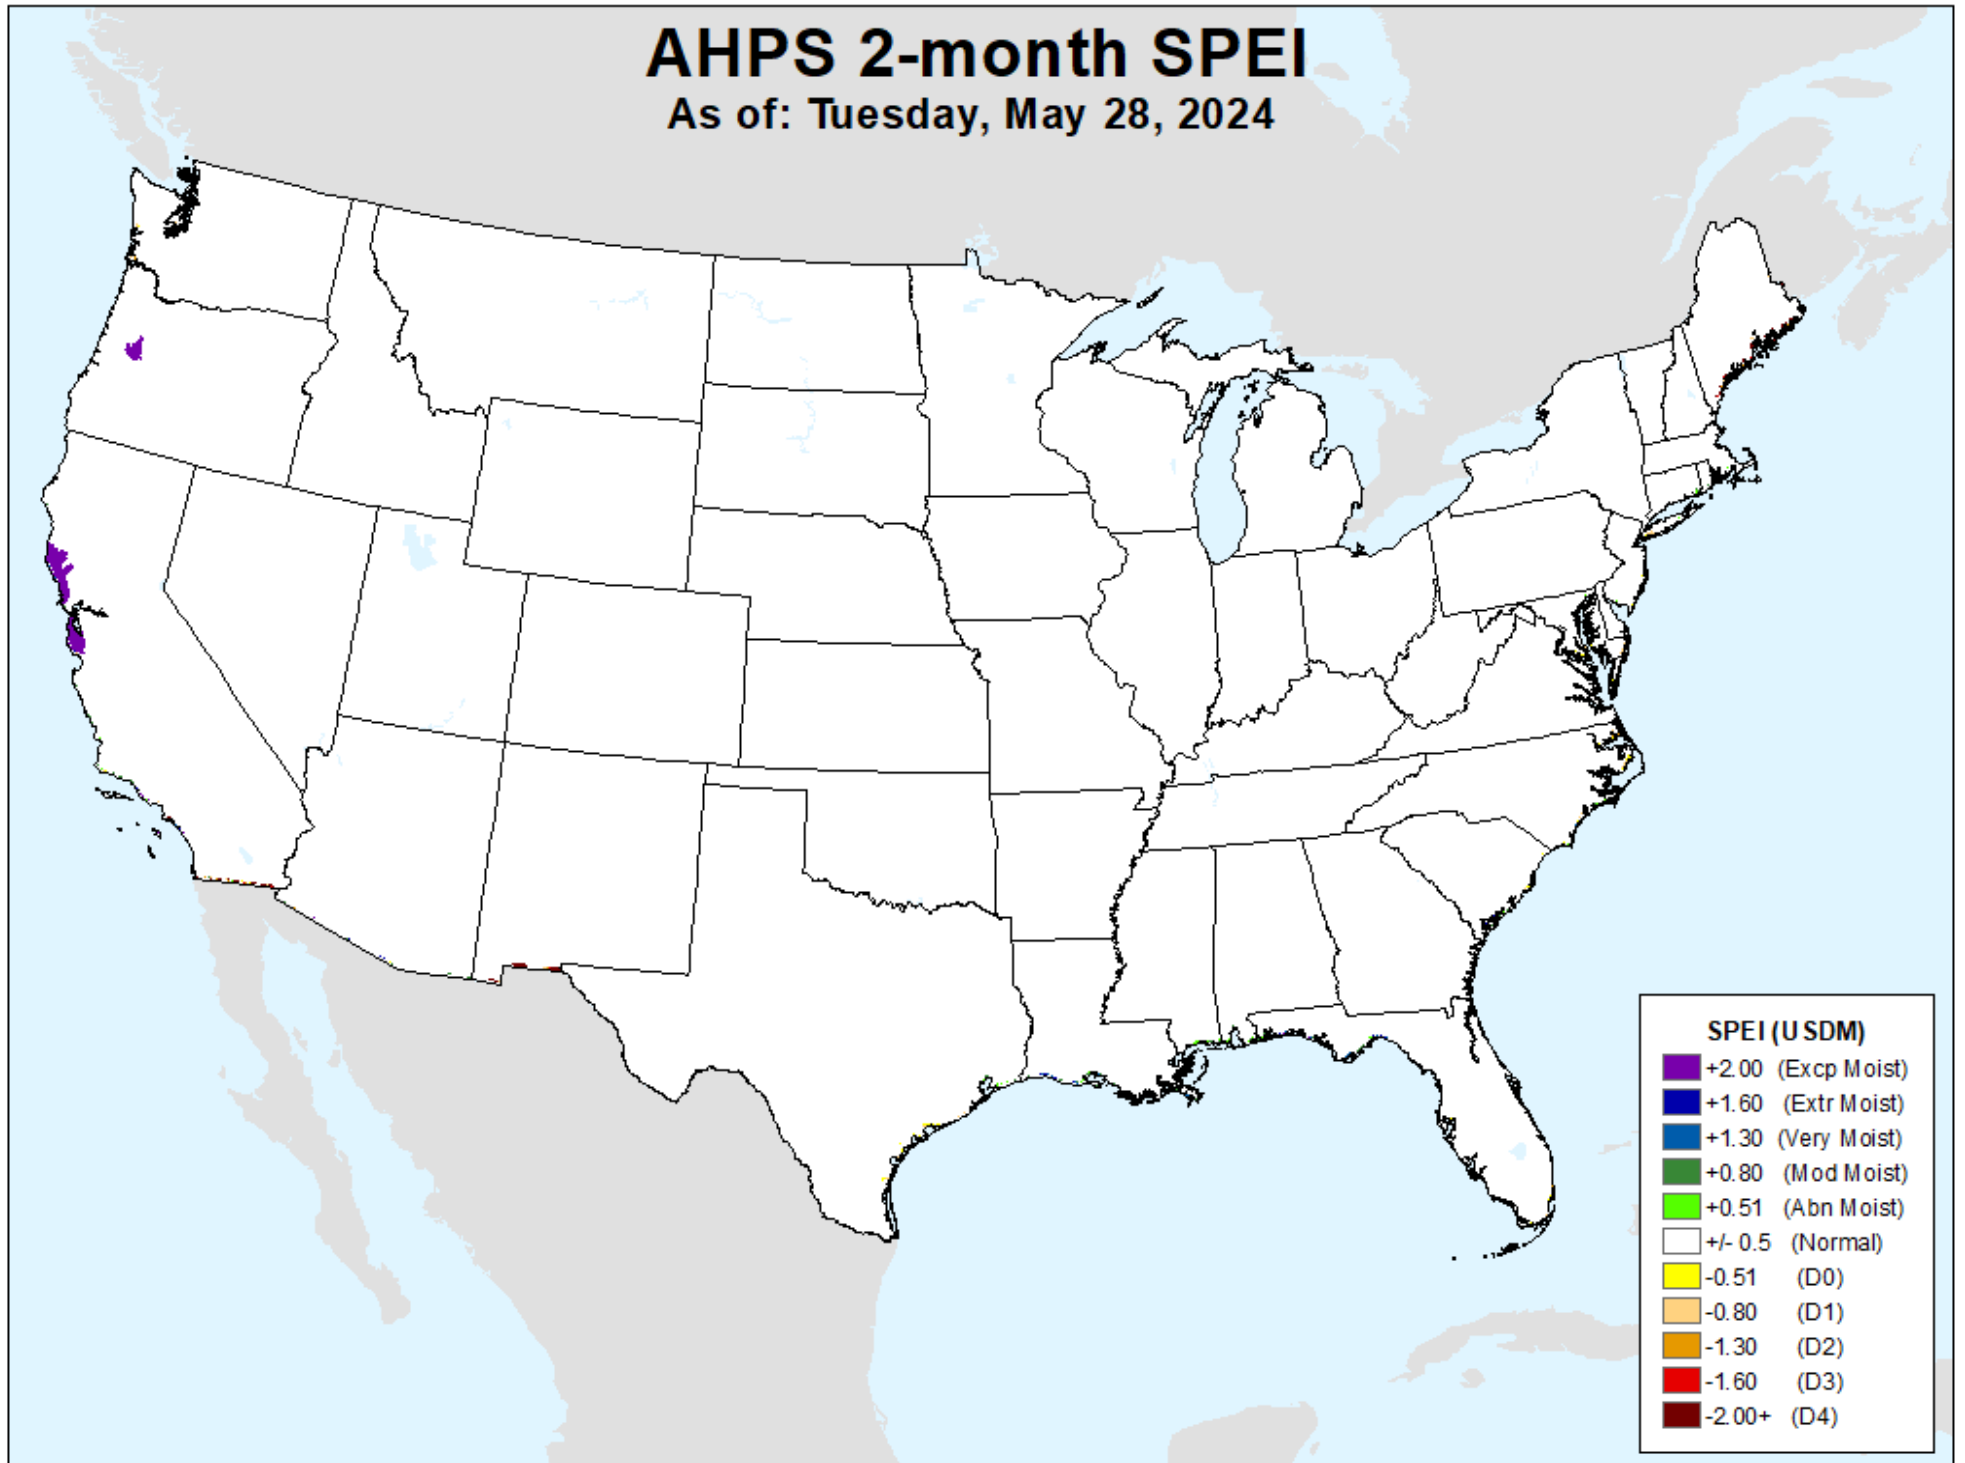 AHPS 2-month SPEI
As of: Tuesday, May 28, 2024
SPEI (USDM)
+2.00 (Excp Moist)
+1.60 (Extr Moist)
+1.30 (Very Moist)
+0.80 (Mod Moist)
+0.51 (Abn Moist)
+/- 0.5 (Normal)
-0.51 (D0)
-0.80 (D1)
-1.30 (D2)
-1.60 (D3)
-2.00+ (D4)